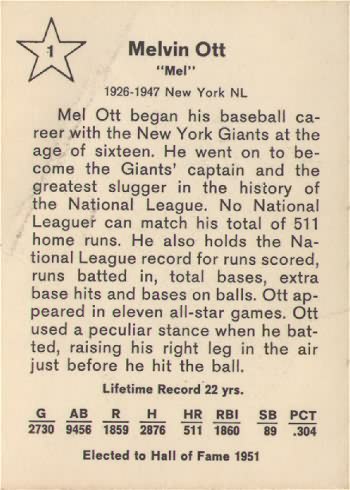 1
Melvin Ott
"Mel"
1926-1947 New York NL
Mel Ott began his baseball ca-
reer with the New York Giants at the
age of sixteen. He went on to be-
come the Giants' captain and the
greatest slugger in the history of
the National League. No National
Leaguer can match his total of 511
home runs. He also holds the Na-
tional League record for runs scored,
runs batted in, total bases, extra
base hits and bases on balls. Ott ap-
peared in eleven all-star games. Ott
used a peculiar stance when he bat-
ted, raising his right leg in the air
just before he hit the ball.
Lifetime Record 22 yrs.
G AB R H HR RBI SB PCT
2730 9456 1859 2876 511 1860 89 .304
Elected to Hall of Fame 1951